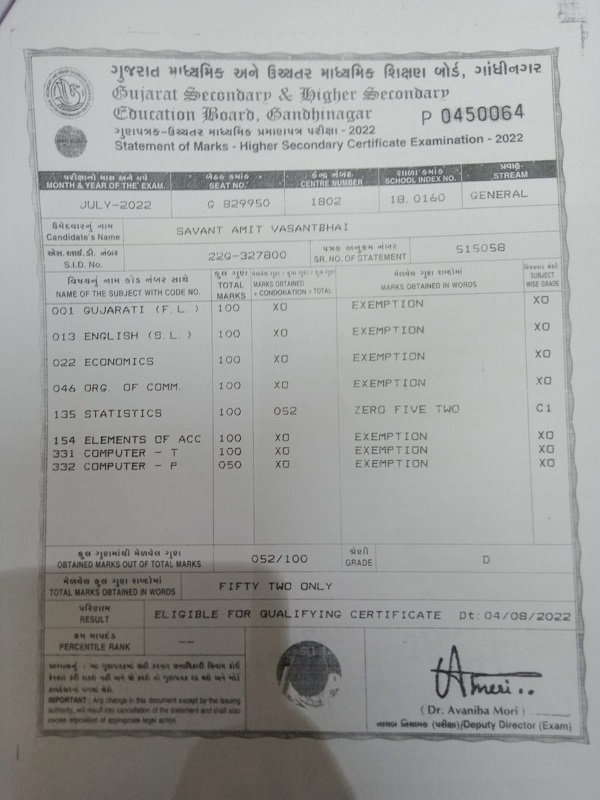 ગુજરાત માધ્યમિક અને ઉચ્ચતર માધ્યમિક શિક્ષણ બોર્ડ, ગાંધીનગર
Gujarat Secondary & Higher Secondary
Education Board, Gandhinagar
P 0450064
ગુણપત્રક-ઉચ્ચતર માધ્યમિક પ્રમાણપત્ર પરીક્ષા - 2022
Statement of Marks - Higher Secondary Certificate Examination - 2022
પરીક્ષાનો માસ અને વર્ષ બેઠક ક્રમાંક કેન્દ્ર નંબર શાળા ક્રમાંક પ્રવાહ
MONTH & YEAR OF THE EXAM. SEAT NO. CENTRE NUMBER SCHOOL INDEX NO. STREAM
JULY-2022 G 829950 1802 18.0160 GENERAL
ઉમેદવારનું નામ
Candidate's Name SAVANT AMIT VASANTBHAI
એસ.આઈ.ડી. નંબર
S.I.D. No. 22G-327800
પત્રક અનુક્રમ નંબર
SR. NO. OF STATEMENT 515058
વિષયનું નામ કોડ નંબર સાથે કુલ ગુણ મેળવેલ ગુણ શબ્દોમાં
NAME OF THE SUBJECT WITH CODE NO. TOTAL MARKS MARKS OBTAINED + CONDONATION = TOTAL MARKS OBTAINED IN WORDS SUBJECT WISE GRADE
001 GUJARATI (F.L.) 100 XO EXEMPTION XO
013 ENGLISH (S.L.) 100 XO EXEMPTION XO
022 ECONOMICS 100 XO EXEMPTION XO
046 ORG. OF COMM. 100 XO EXEMPTION XO
135 STATISTICS 100 052 ZERO FIVE TWO C1
154 ELEMENTS OF ACC 100 XO EXEMPTION XO
331 COMPUTER - T 100 XO EXEMPTION XO
332 COMPUTER - P 050 XO EXEMPTION XO
કુલ ગુણમાંથી મેળવેલ ગુણ
OBTAINED MARKS OUT OF TOTAL MARKS 052/100
શ્રેણી
GRADE D
મેળવેલ કુલ ગુણ શબ્દોમાં
TOTAL MARKS OBTAINED IN WORDS FIFTY TWO ONLY
પરિણામ
RESULT ELIGIBLE FOR QUALIFYING CERTIFICATE Dt:04/08/2022
ક્રમ માપદંડ
PERCENTILE RANK --
IMPORTANT : Any change in this document except by the issuing
authority, will result into cancellation of the statement and shall also
invoke imposition of appropriate legal action.
(Dr. Avaniba Mori)
નાયબ નિયામક (પરીક્ષા)/Deputy Director (Exam)